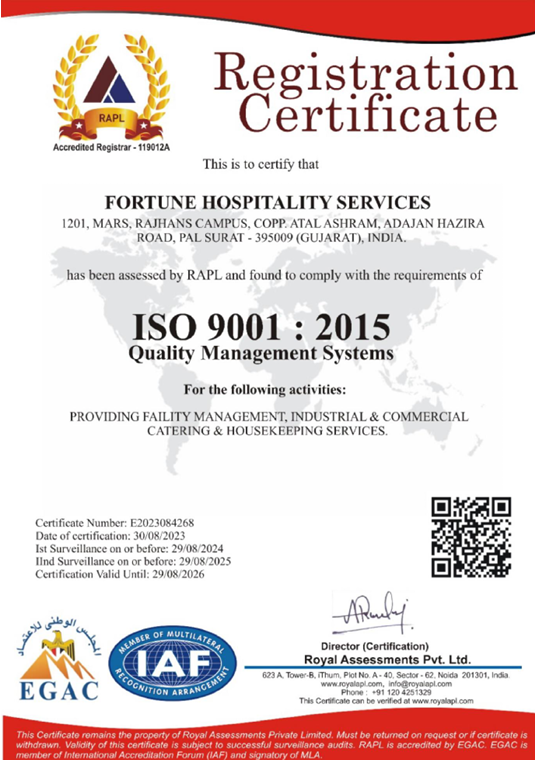 Registration
Certificate
RAPL
Accredited Registrar - 119012A
This is to certify that
FORTUNE HOSPITALITY SERVICES
1201, MARS, RAJHANS CAMPUS, COPP. ATAL ASHRAM, ADAJAN HAZIRA
ROAD, PAL SURAT - 395009 (GUJARAT), INDIA.
has been assessed by RAPL and found to comply with the requirements of
ISO 9001 : 2015
Quality Management Systems
For the following activities:
PROVIDING FAILITY MANAGEMENT, INDUSTRIAL & COMMERCIAL
CATERING & HOUSEKEEPING SERVICES.
Certificate Number: E2023084268
Date of certification: 30/08/2023
Ist Surveillance on or before: 29/08/2024
IInd Surveillance on or before: 29/08/2025
Certification Valid Until: 29/08/2026
المجلس الوطنى للاعتماد
EGAC
MEMBER OF MULTILATERAL
IAF
RECOGNITION ARRANGEMENT
Director (Certification)
Royal Assessments Pvt. Ltd.
623 A, Tower-B, iThum, Plot No. A - 40, Sector - 62, Noida 201301, India.
www.royalapl.com, info@royalapl.com
Phone : +91 120 4251329
This Certificate can be verified at www.royalapl.com
This Certificate remains the property of Royal Assessments Private Limited. Must be returned on request or if certificate is
withdrawn. Validity of this certificate is subject to successful surveillance audits. RAPL is accredited by EGAC. EGAC is
member of International Accreditation Forum (IAF) and signatory of MLA.